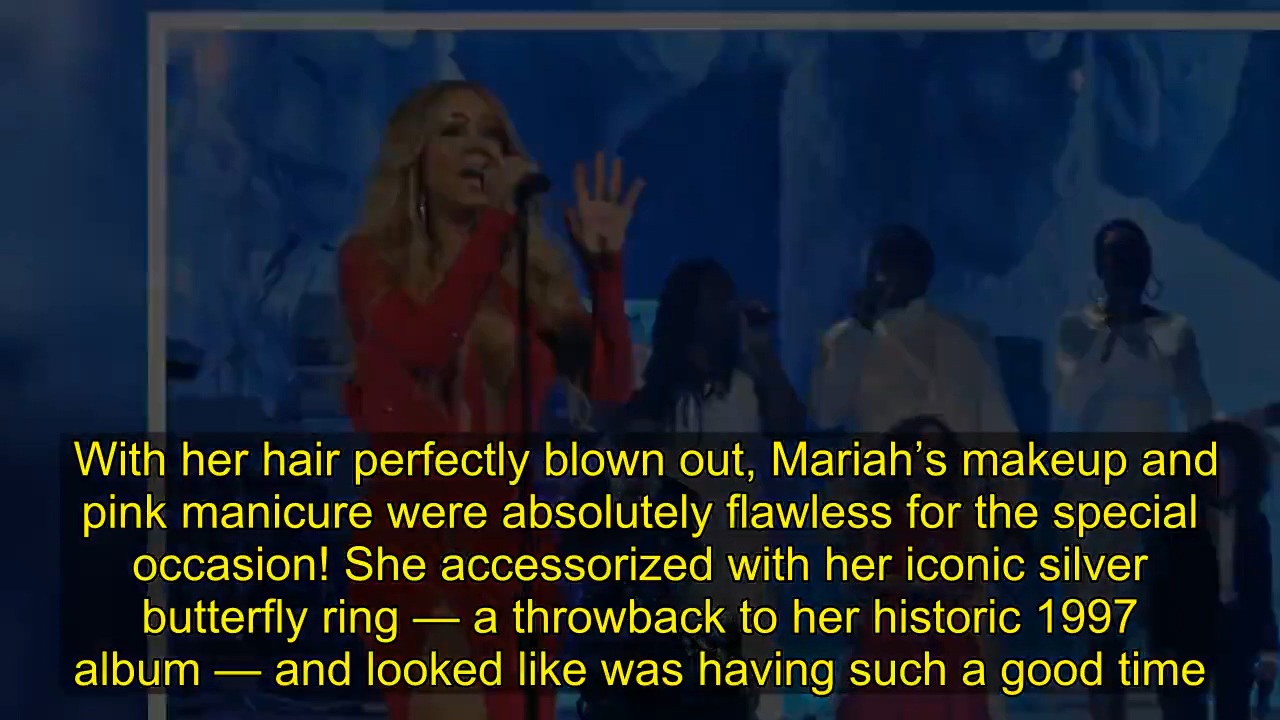 With her hair perfectly blown out, Mariah’s makeup and
pink manicure were absolutely flawless for the special
occasion! She accessorized with her iconic silver
butterfly ring — a throwback to her historic 1997
album — and looked like was having such a good time